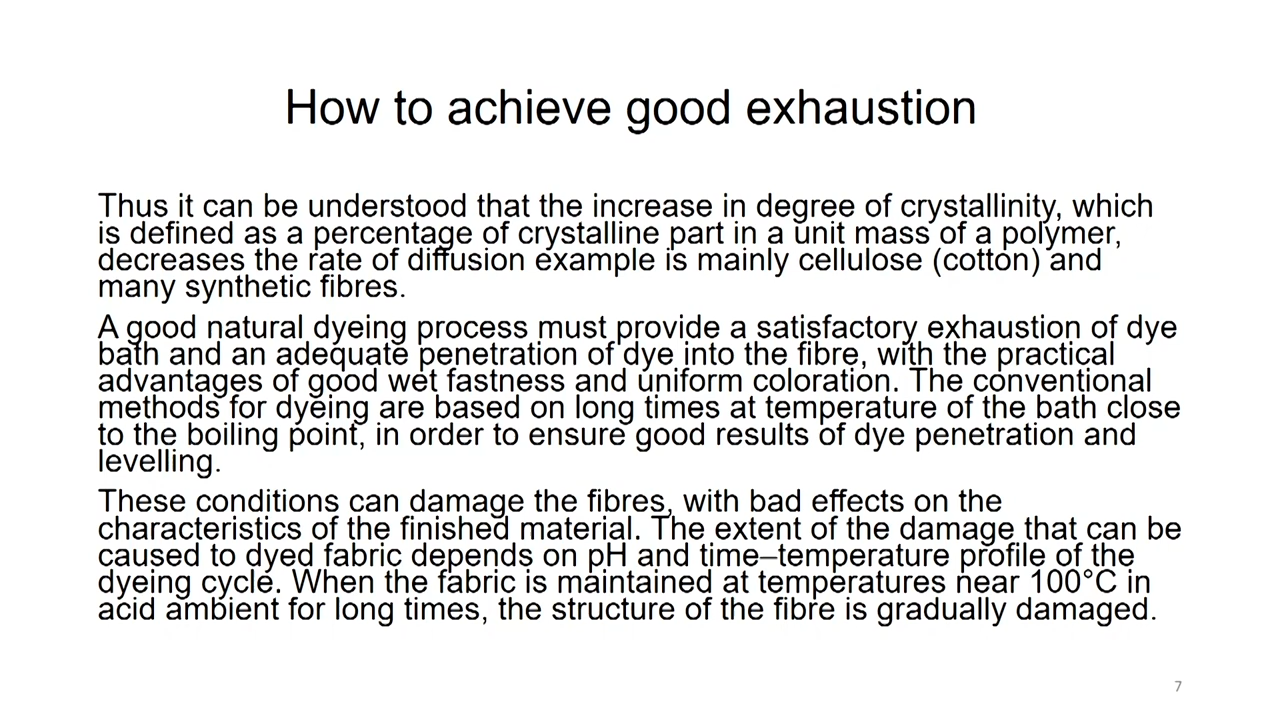 How to achieve good exhaustion
Thus it can be understood that the increase in degree of crystallinity, which
is defined as a percentage of crystalline part in a unit mass of a polymer,
decreases the rate of diffusion example is mainly cellulose (cotton) and
many synthetic fibres.
A good natural dyeing process must provide a satisfactory exhaustion of dye
bath and an adequate penetration of dye into the fibre, with the practical
advantages of good wet fastness and uniform coloration. The conventional
methods for dyeing are based on long times at temperature of the bath close
to the boiling point, in order to ensure good results of dye penetration and
levelling.
These conditions can damage the fibres, with bad effects on the
characteristics of the finished material. The extent of the damage that can be
caused to dyed fabric depends on pH and time–temperature profile of the
dyeing cycle. When the fabric is maintained at temperatures near 100°C in
acid ambient for long times, the structure of the fibre is gradually damaged.
7